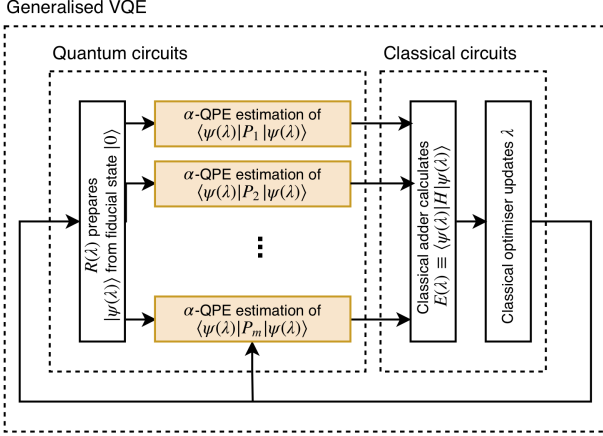 Generalised VQE
Quantum circuits
Classical circuits
R(λ) prepares
|ψ(λ)⟩ from fiducial state |0⟩
α-QPE estimation of
⟨ψ(λ)|P₁|ψ(λ)⟩
α-QPE estimation of
⟨ψ(λ)|P₂|ψ(λ)⟩
⋮
α-QPE estimation of
⟨ψ(λ)|Pₘ|ψ(λ)⟩
Classical adder calculates
E(λ) ≡ ⟨ψ(λ)|H|ψ(λ)⟩
Classical optimiser updates λ